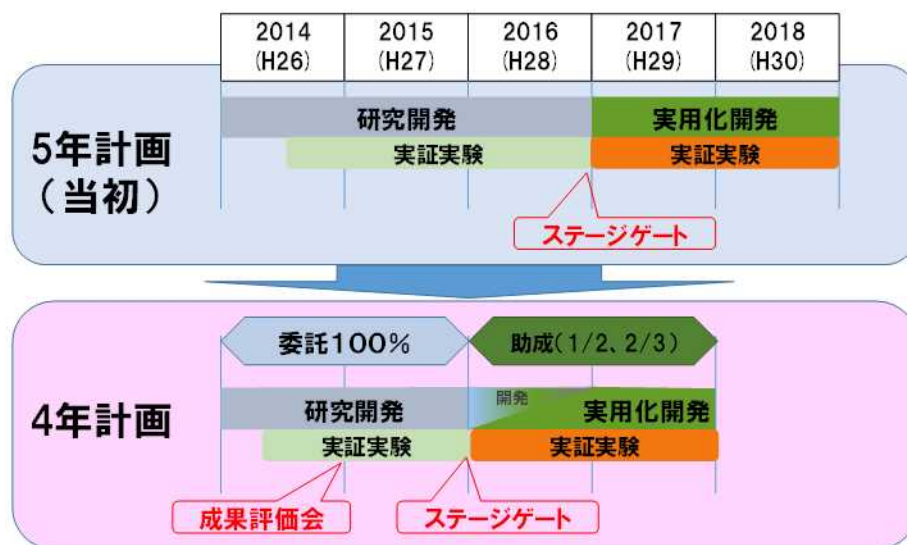 2014 2015 2016 2017 2018
(H26) (H27) (H28) (H29) (H30)
5年計画
(当初)
研究開発 実用化開発
実証実験 実証実験
ステージゲート
4年計画
委託100% 助成(1/2、2/3)
開発
研究開発 実用化開発
実証実験 実証実験
成果評価会 ステージゲート